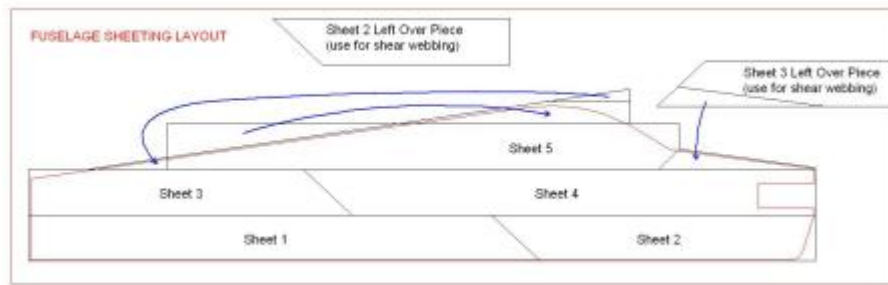 Sheet 2 Left Over Piece
(use for shear webbing)
FUSELAGE SHEETING LAYOUT
Sheet 3 Left Over Piece
(use for shear webbing)
Sheet 5
Sheet 3
Sheet 4
Sheet 1
Sheet 2